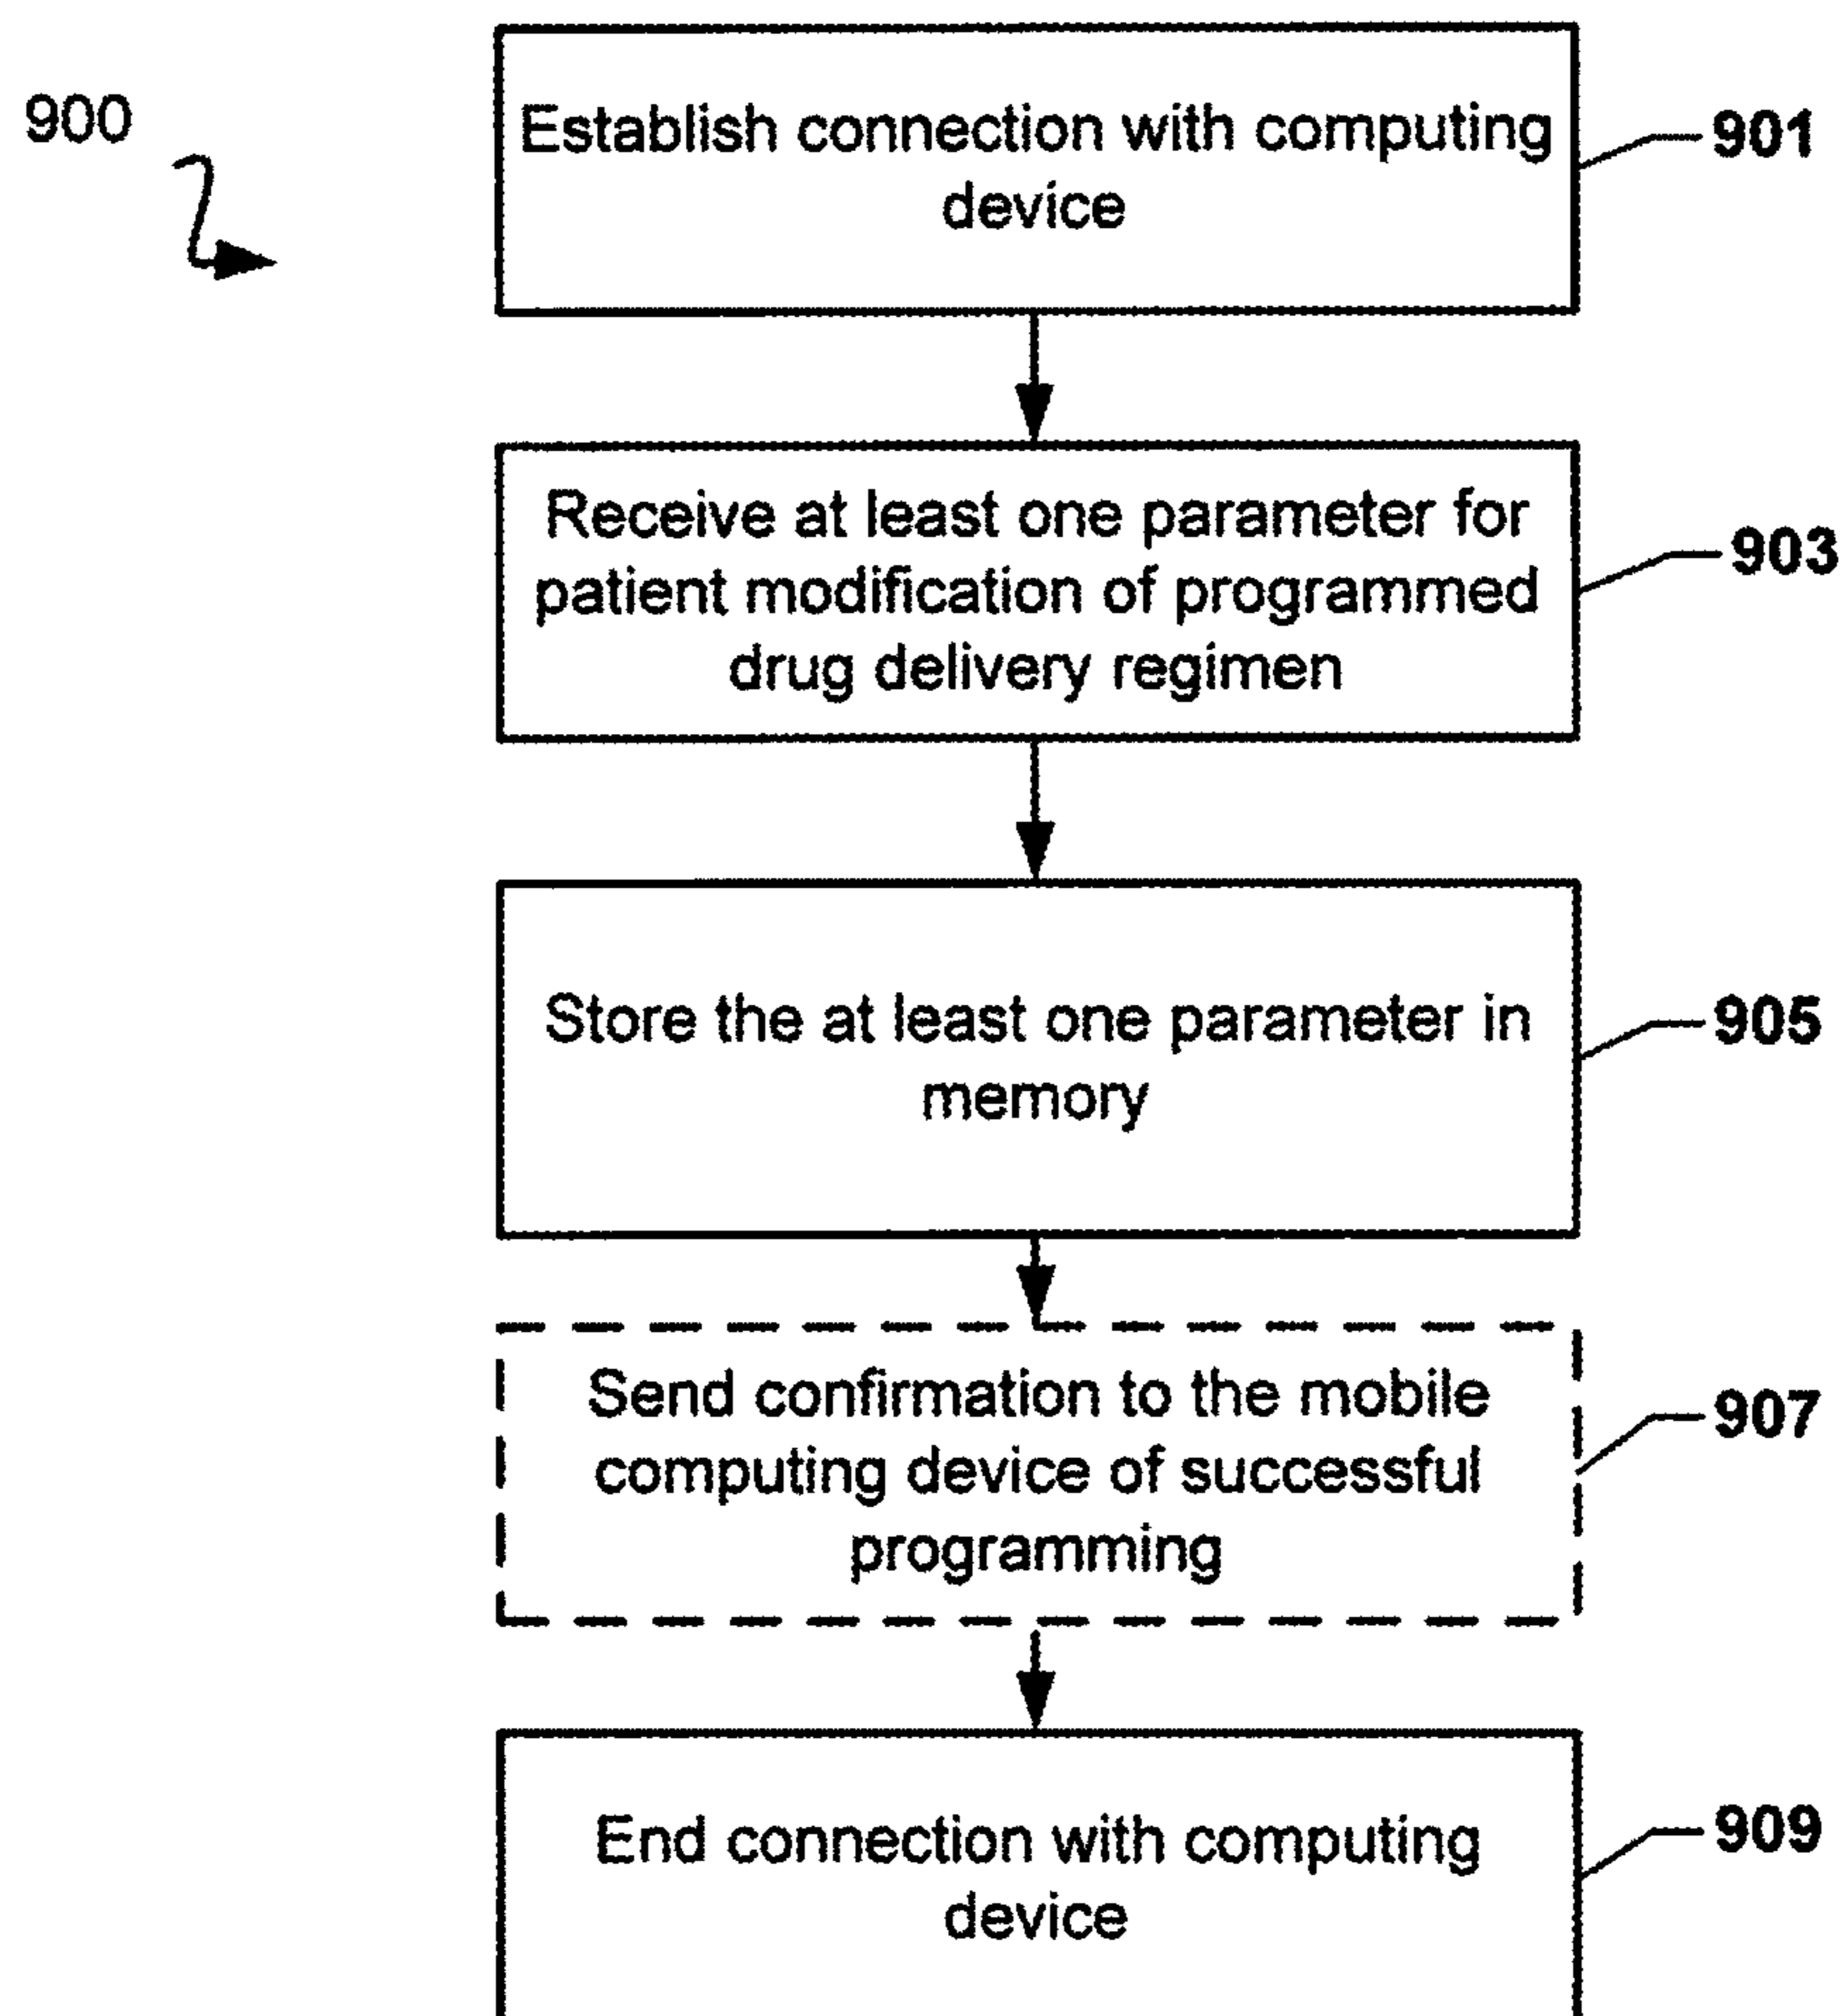 900
Establish connection with computing
device
901
Receive at least one parameter for
patient modification of programmed
drug delivery regimen
903
Store the at least one parameter in
memory
905
Send confirmation to the mobile
computing device of successful
programming
907
End connection with computing
device
909